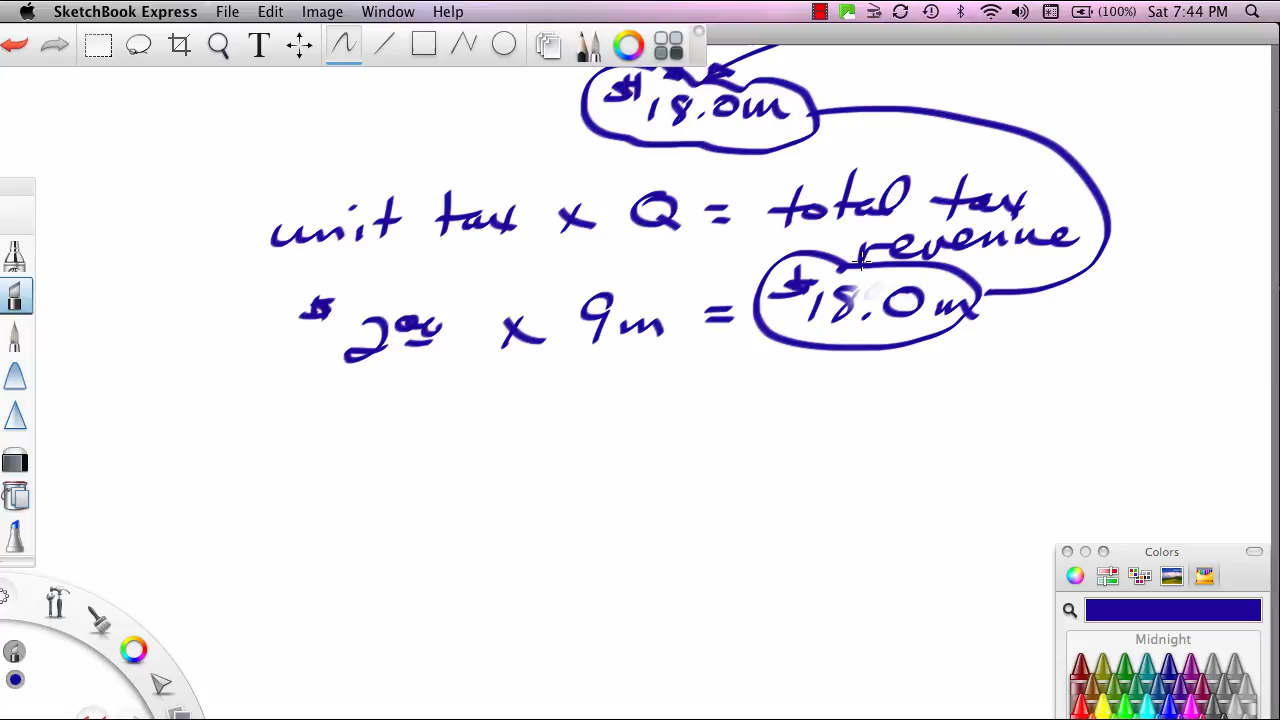 SketchBook Express File Edit Image Window Help (100%) Sat 7:44 PM
T
$18.0m
unit tax x Q = total tax
revenue
$2.00 x 9m = $18.0m
Colors
Midnight